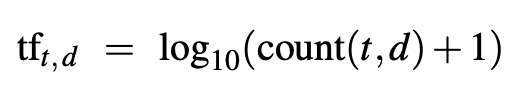 tf_{t,d} = log_{10}(count(t,d)+1)